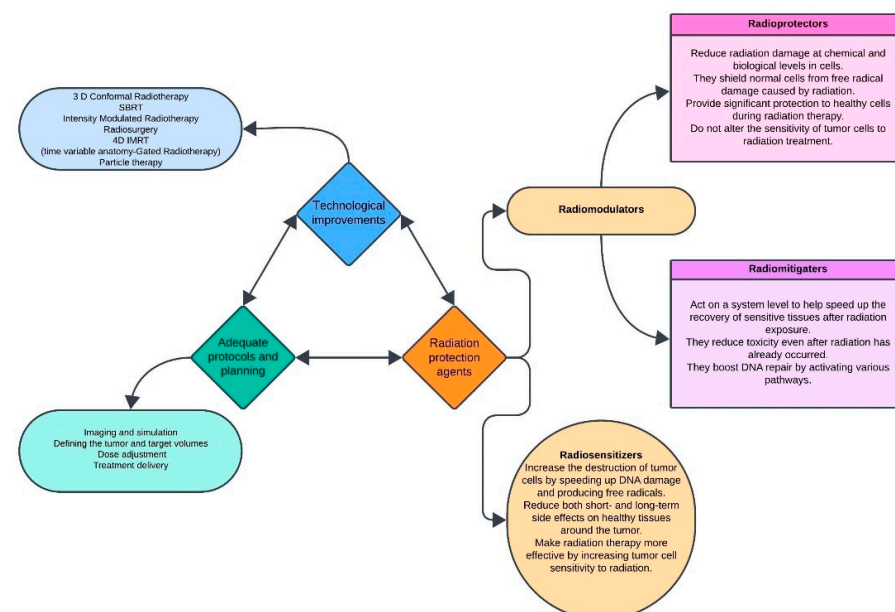 Radioprotectors
Reduce radiation damage at chemical and
biological levels in cells.
They shield normal cells from free radical
damage caused by radiation.
Provide significant protection to healthy cells
during radiation therapy.
Do not alter the sensitivity of tumor cells to
radiation treatment.
3 D Conformal Radiotherapy
SBRT
Intensity Modulated Radiotherapy
Radiosurgery
4D IMRT
(time variable anatomy-Gated Radiotherapy)
Particle therapy
Technological
improvements
Radiomodulators
Radiomitigaters
Act on a system level to help speed up the
recovery of sensitive tissues after radiation
exposure.
They reduce toxicity even after radiation has
already occurred.
They boost DNA repair by activating various
pathways.
Adequate
protocols and
planning
Radiation
protection
agents
Imaging and simulation
Defining the tumor and target volumes
Dose adjustment
Treatment delivery
Radiosensitizers
Increase the destruction of tumor
cells by speeding up DNA damage
and producing free radicals.
Reduce both short- and long-term
side effects on healthy tissues
around the tumor.
Make radiation therapy more
effective by increasing tumor cell
sensitivity to radiation.